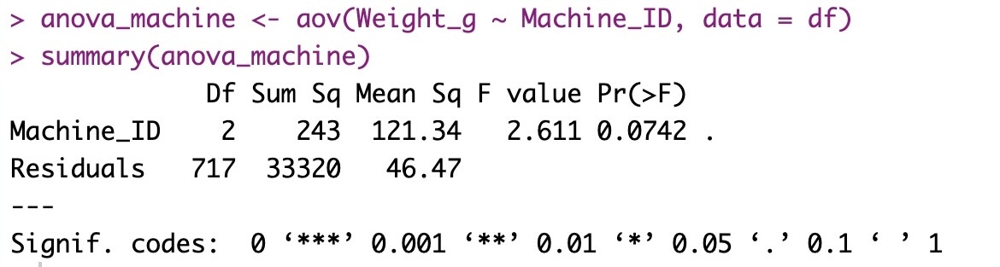 > anova_machine <- aov(Weight_g ~ Machine_ID, data = df)
> summary(anova_machine)
             Df Sum Sq Mean Sq F value Pr(>F)
Machine_ID    2    243  121.34   2.611 0.0742 .
Residuals   717  33320   46.47
---
Signif. codes:  0 ‘***’ 0.001 ‘**’ 0.01 ‘*’ 0.05 ‘.’ 0.1 ‘ ’ 1